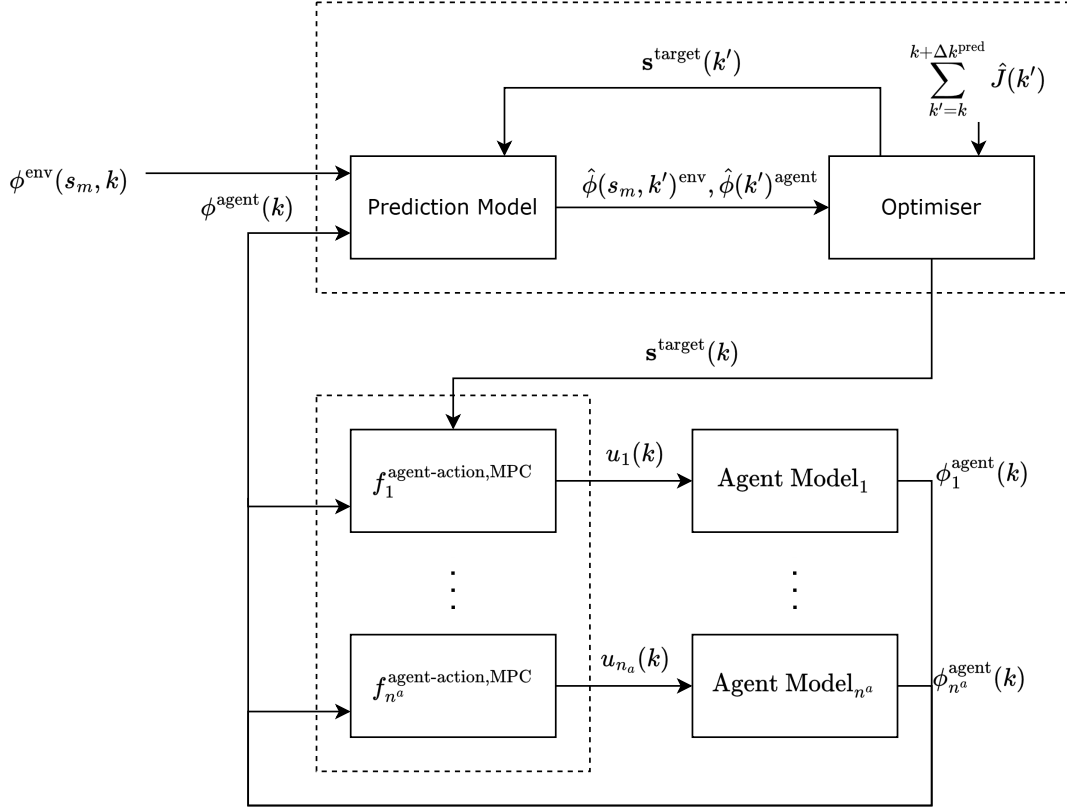 𝐬^target(k′)
∑_{k′=k}^{k+Δk^pred} Ĵ(k′)
ϕ^env(s_m, k)
ϕ^agent(k)
Prediction Model
ϕ̂(s_m, k′)^env, ϕ̂(k′)^agent
Optimiser
𝐬^target(k)
f_1^agent-action,MPC
u_1(k)
Agent Model_1
ϕ_1^agent(k)
⋮ ⋮
f_{n^a}^agent-action,MPC
u_{n_a}(k)
Agent Model_{n^a}
ϕ_{n^a}^agent(k)